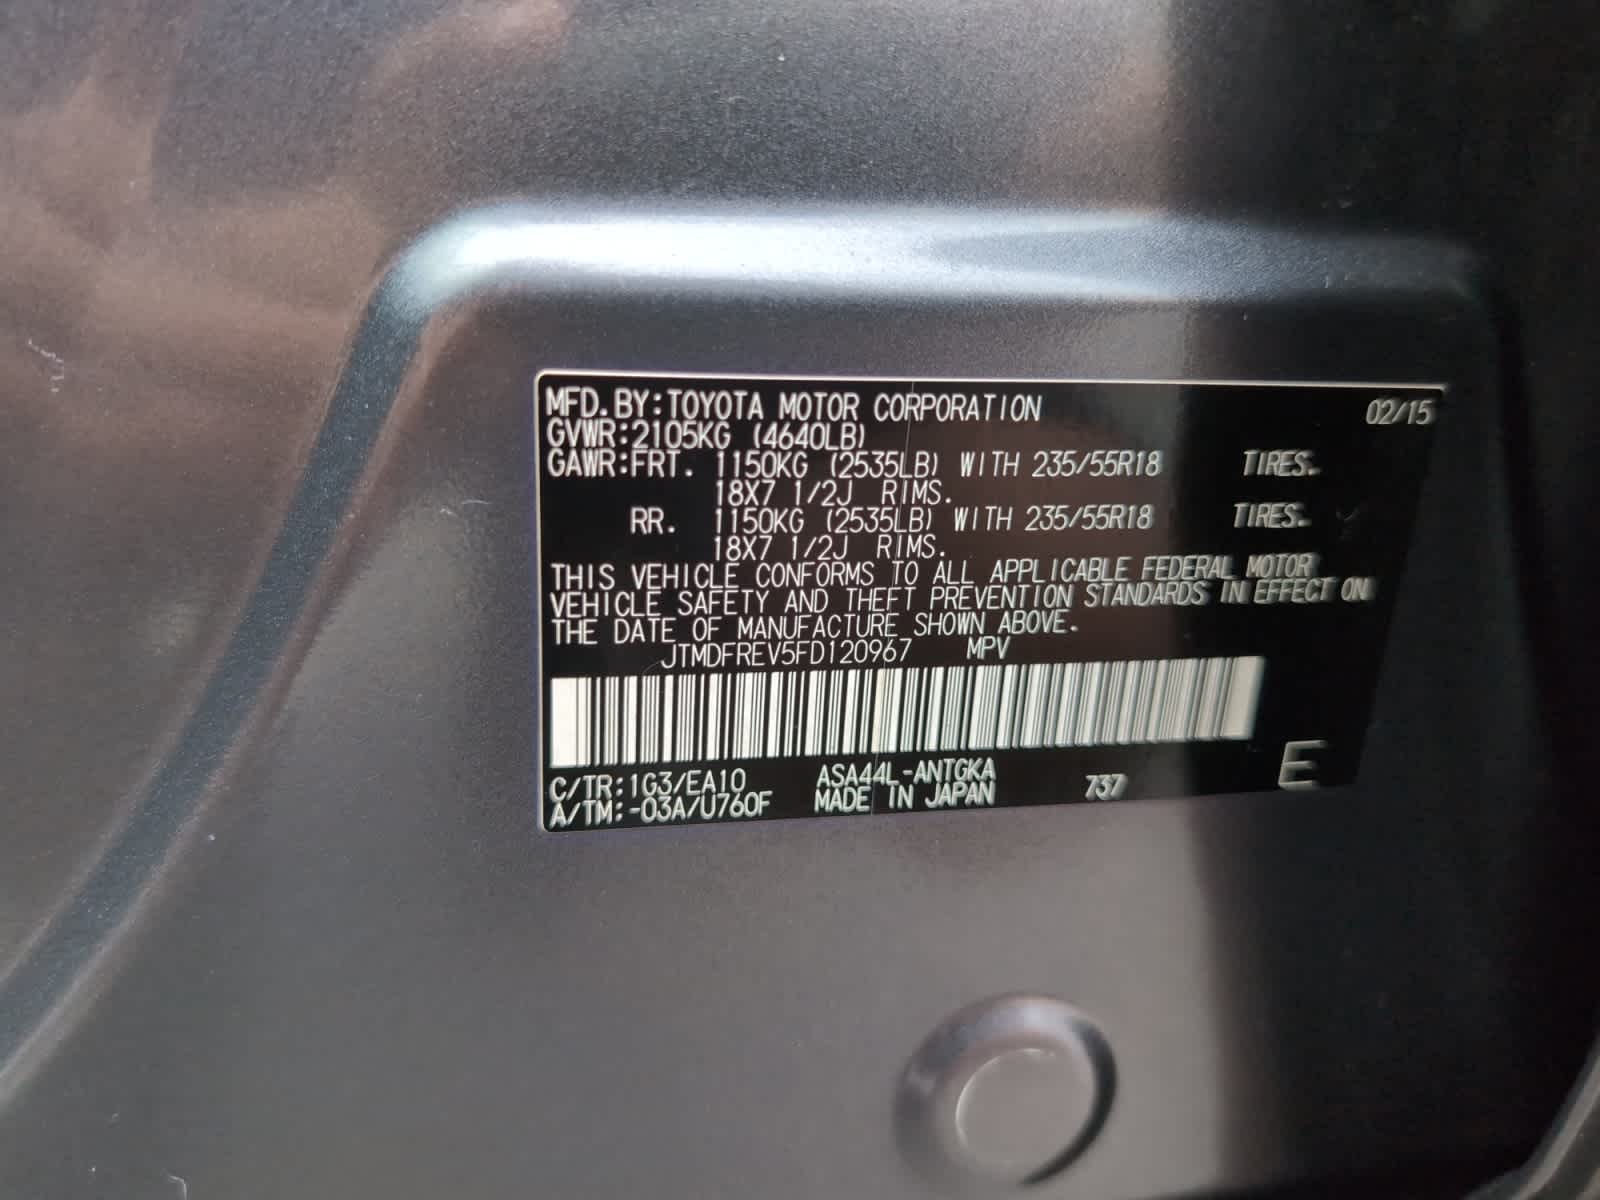 MFD. BY: TOYOTA MOTOR CORPORATION 02/15
GVWR: 2105KG (4640LB)
GAWR: FRT. 1150KG (2535LB) WITH 235/55R18 TIRES.
18X7 1/2J RIMS.
RR. 1150KG (2535LB) WITH 235/55R18 TIRES.
18X7 1/2J RIMS.
THIS VEHICLE CONFORMS TO ALL APPLICABLE FEDERAL MOTOR
VEHICLE SAFETY AND THEFT PREVENTION STANDARDS IN EFFECT ON
THE DATE OF MANUFACTURE SHOWN ABOVE.
JTMDFREV5FD120967 MPV
C/TR: 1G3/EA10 ASA44L-ANTGKA 737 E
A/TM: -03A/U760F MADE IN JAPAN